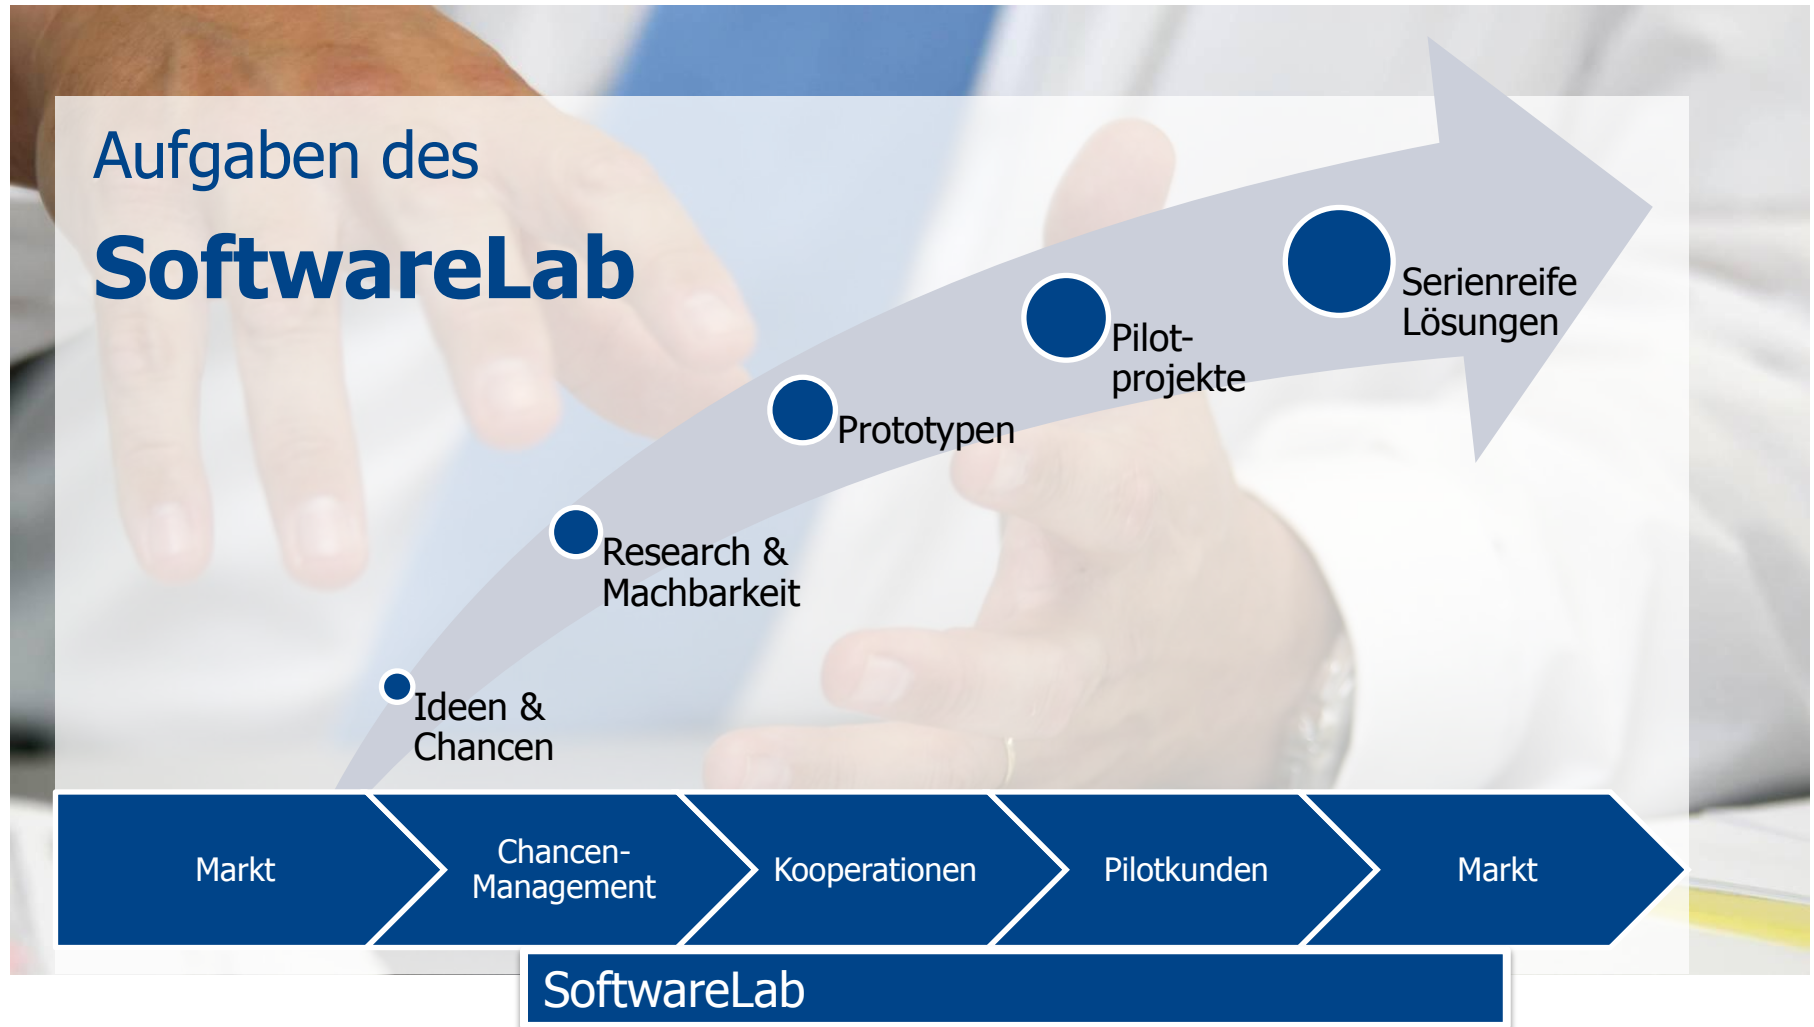 Aufgaben des
SoftwareLab
Serienreife
Lösungen
Pilot-
projekte
Prototypen
Research &
Machbarkeit
Ideen &
Chancen
Markt
Chancen-
Management
Kooperationen
Pilotkunden
Markt
SoftwareLab